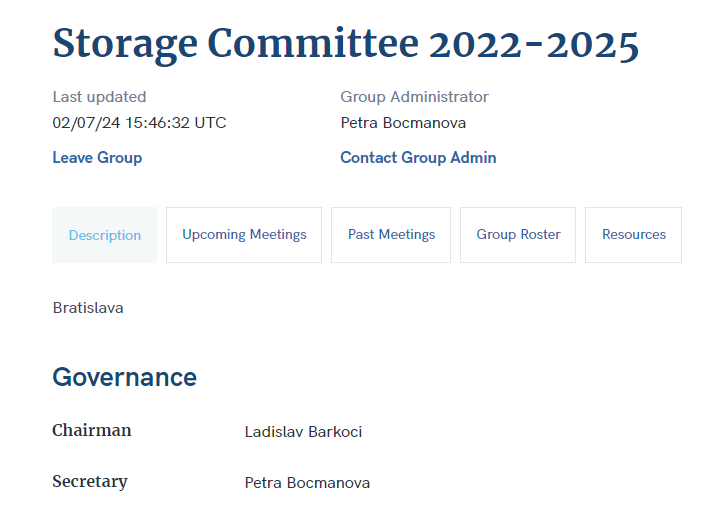 Storage Committee 2022-2025
Last updated
Group Administrator
02/07/24 15:46:32 UTC
Petra Bocmanova
Leave Group
Contact Group Admin
Description
Upcoming Meetings
Past Meetings
Group Roster
Resources
Bratislava
Governance
Chairman
Ladislav Barkoci
Secretary
Petra Bocmanova